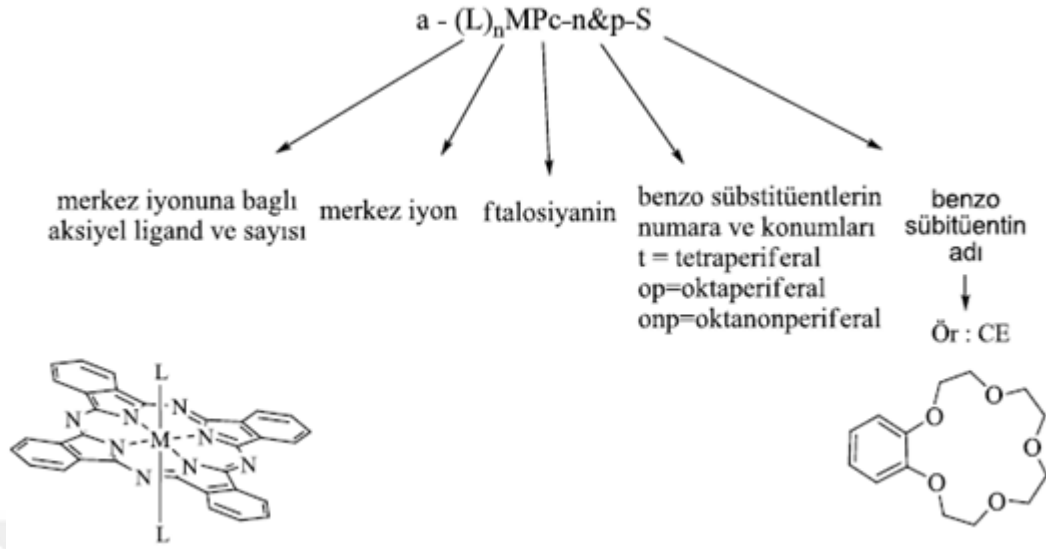 a - (L)nMPc-n&p-S
merkez iyonuna baglı
aksiyel ligand ve sayısı
merkez iyon
ftalosiyanin
benzo sübstitüentlerin
numara ve konumları
t = tetraperiferal
op=oktaperiferal
onp=oktanonperiferal
benzo
sübitüentin
adı
Ör : CE
L
N
N
N
N
M
N
N
N
N
L
O
O
O
O
O